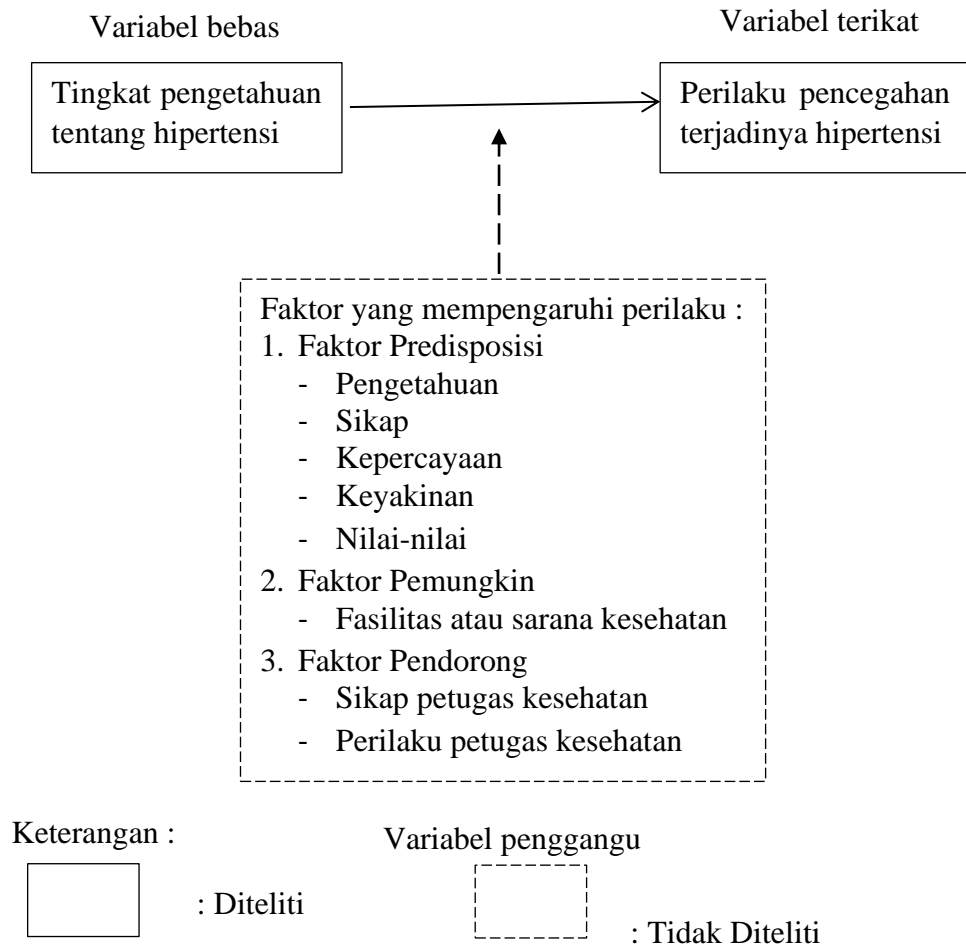 Variabel bebas
Variabel terikat
Tingkat pengetahuan
tentang hipertensi
Perilaku pencegahan
terjadinya hipertensi
Faktor yang mempengaruhi perilaku :
1. Faktor Predisposisi
- Pengetahuan
- Sikap
- Kepercayaan
- Keyakinan
- Nilai-nilai
2. Faktor Pemungkin
- Fasilitas atau sarana kesehatan
3. Faktor Pendorong
- Sikap petugas kesehatan
- Perilaku petugas kesehatan
Keterangan :
Variabel penggangu
: Diteliti
: Tidak Diteliti